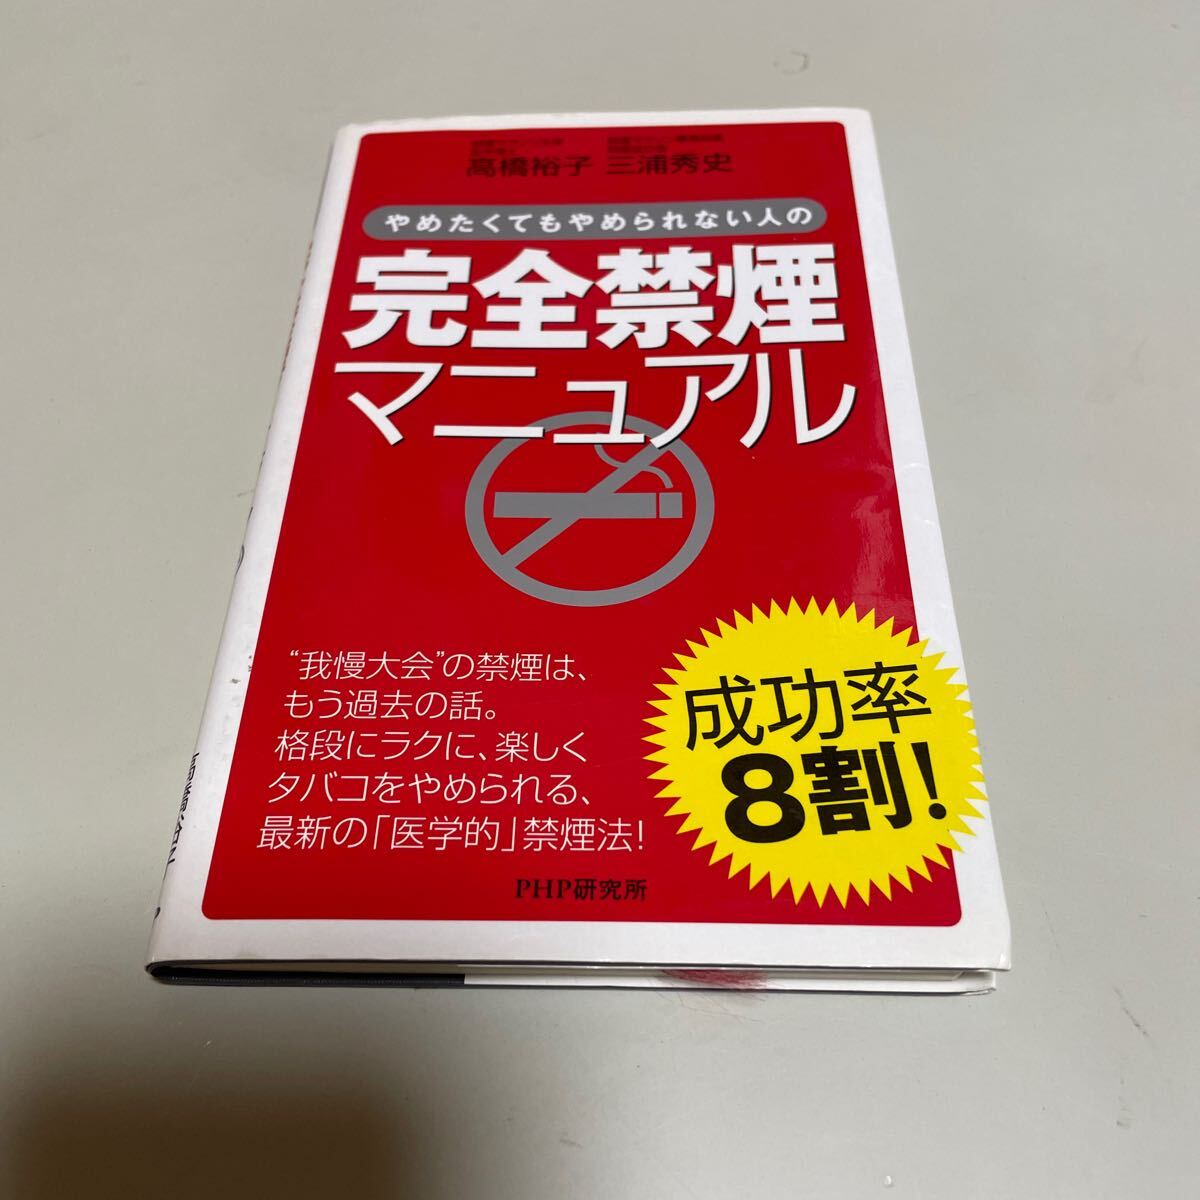 高橋裕子 三浦秀史
やめたくてもやめられない人の
完全禁煙
マニュアル
“我慢大会”の禁煙は、
もう過去の話。
格段にラクに、楽しく
タバコをやめられる、
最新の「医学的」禁煙法!
成功率
8割!
PHP研究所